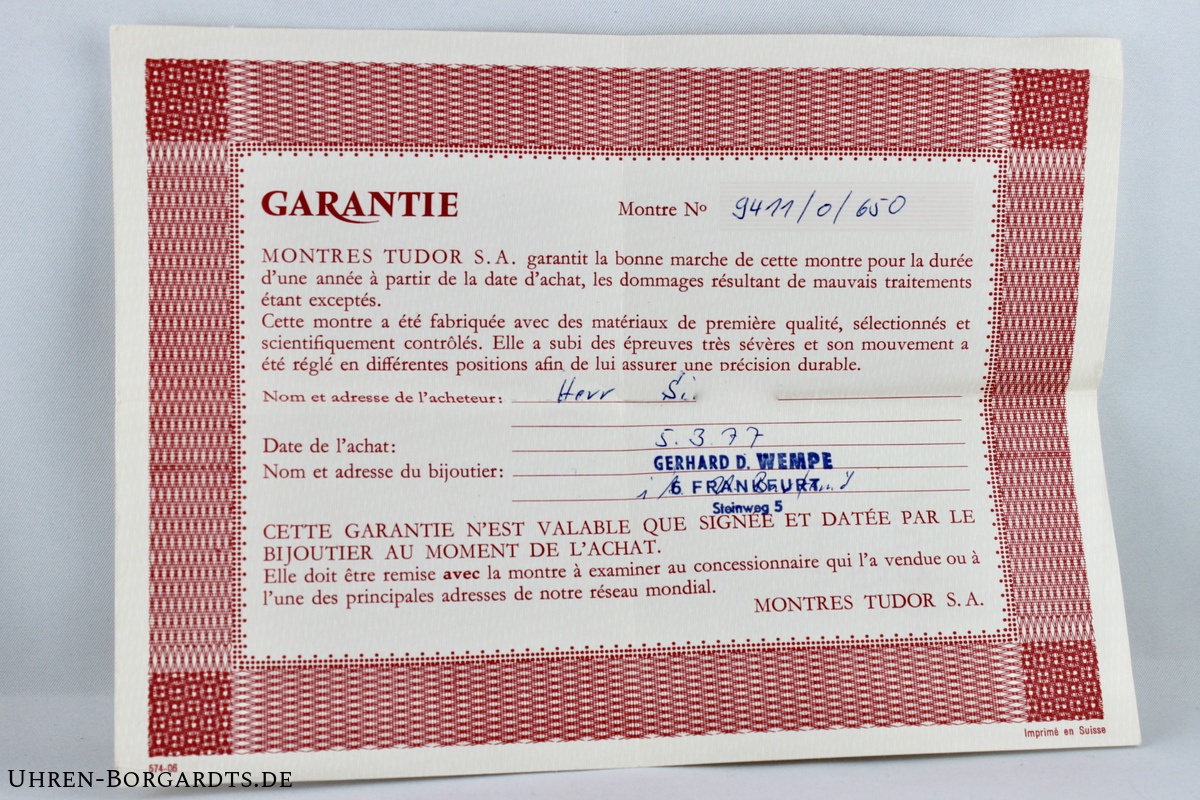 GARANTIE
Montre Nº 9411/0/650
MONTRES TUDOR S.A. garantit la bonne marche de cette montre pour la durée
d'une année à partir de la date d'achat, les dommages résultant de mauvais traitements
étant exceptés.
Cette montre a été fabriquée avec des matériaux de première qualité, sélectionnés et
scientifiquement contrôlés. Elle a subi des épreuves très sévères et son mouvement a
été réglé en différentes positions afin de lui assurer une précision durable.
Nom et adresse de l'acheteur: Herr Si
Date de l'achat: 5.3.77
Nom et adresse du bijoutier: GERHARD D. WEMPE
6 FRANKFURT
Steinweg 5
CETTE GARANTIE N'EST VALABLE QUE SIGNÉE ET DATÉE PAR LE
BIJOUTIER AU MOMENT DE L'ACHAT.
Elle doit être remise avec la montre à examiner au concessionnaire qui l'a vendue ou à
l'une des principales adresses de notre réseau mondial.
MONTRES TUDOR S.A.
Imprimé en Suisse
574-06
UHREN-BORGARDTS.DE